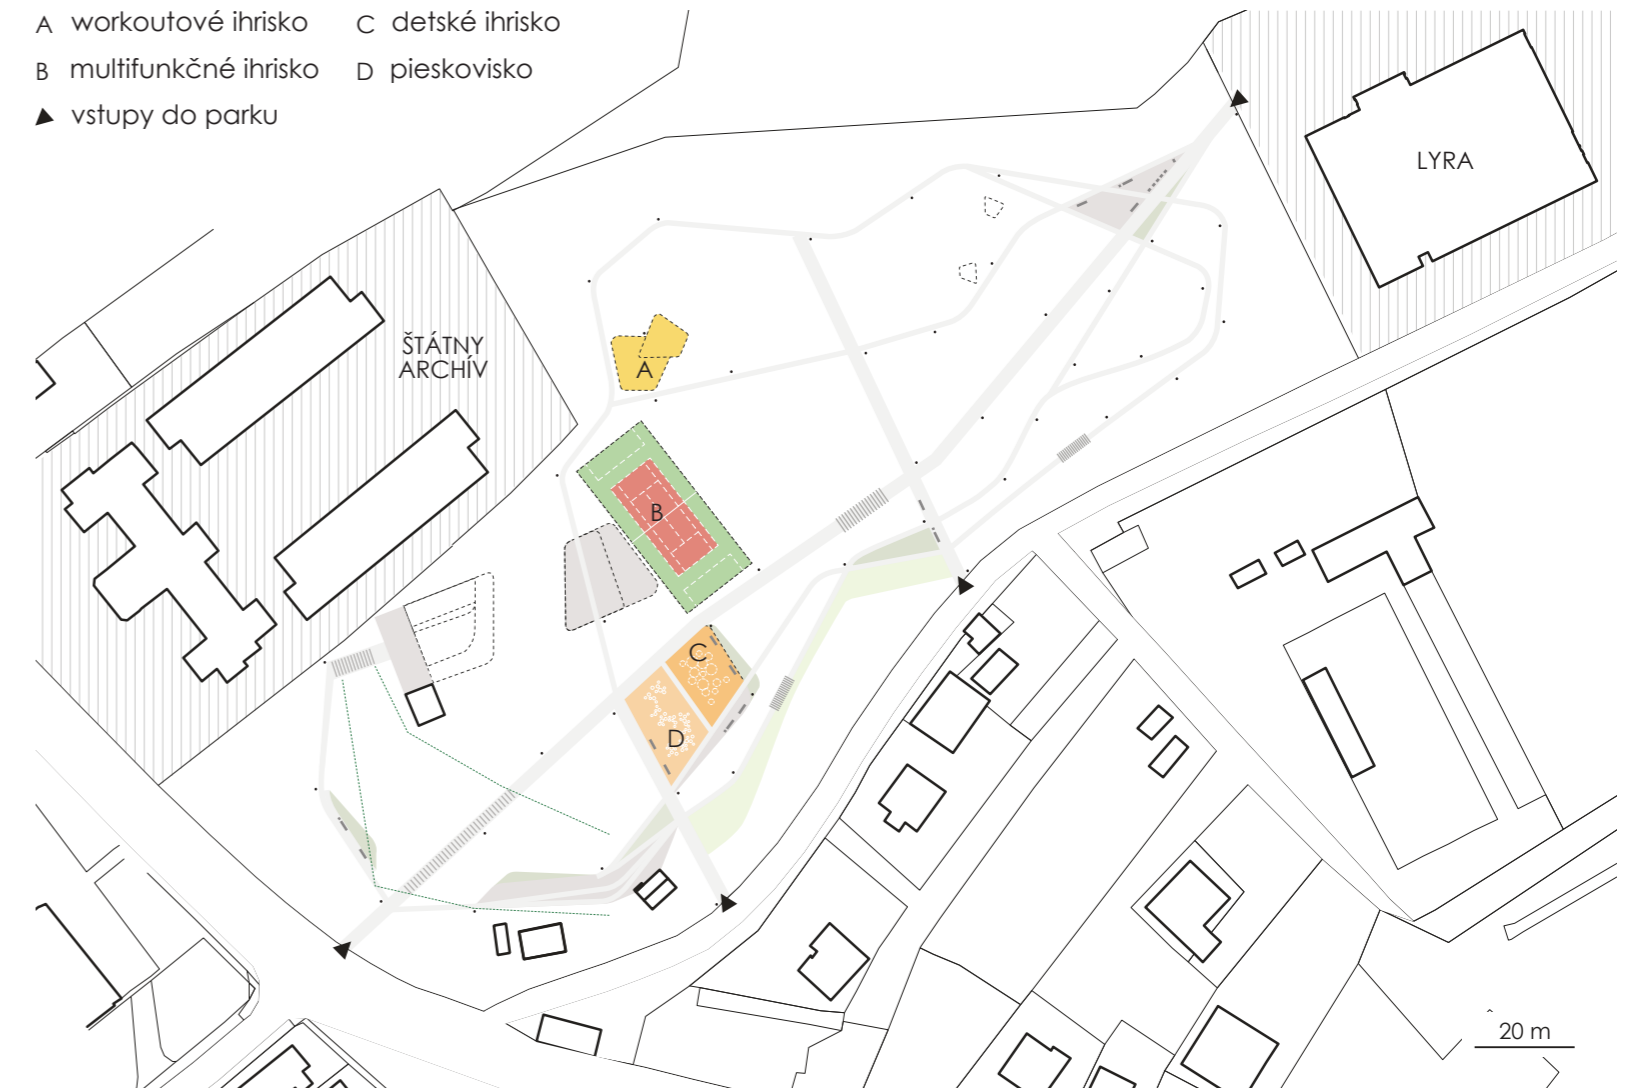 A workoutové ihrisko
C detské ihrisko
B multifunkčné ihrisko
D pieskovisko
▲ vstupy do parku
LYRA
ŠTÁTNY
ARCHÍV
A
B
C
D
20 m